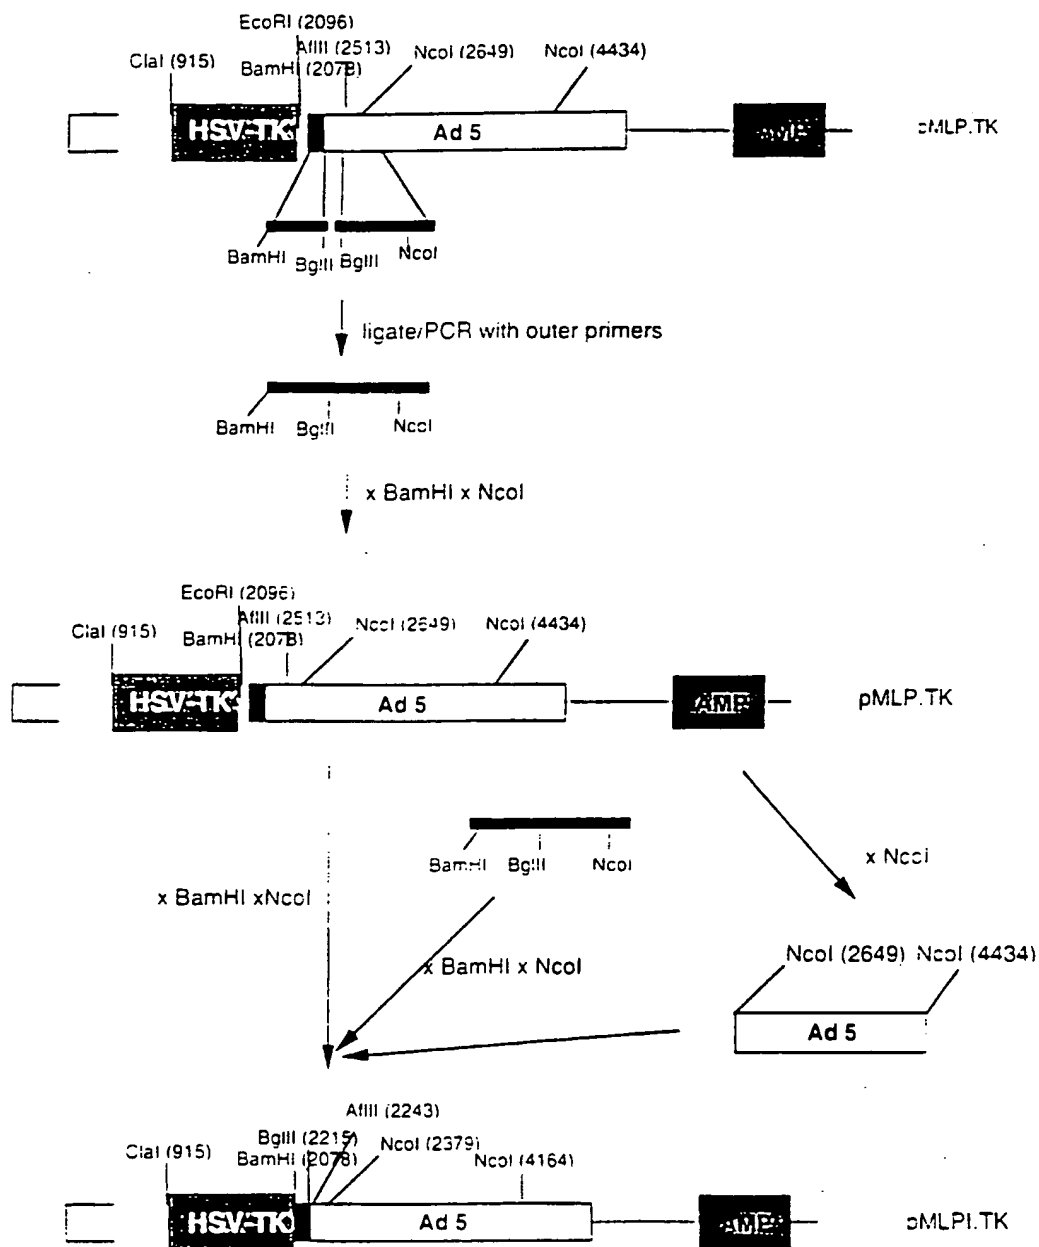 EcoRI (2096)
AflII (2513)
NcoI (2649)
NcoI (4434)
ClaI (915)
BamHI (2078)
HSV-TK
Ad 5
AMP
pMLP.TK
BamHI
BglII
BglII
NcoI
ligate/PCR with outer primers
BamHI
BglII
NcoI
x BamHI x NcoI
EcoRI (2096)
AflII (2513)
NcoI (2649)
NcoI (4434)
ClaI (915)
BamHI (2078)
HSV-TK
Ad 5
AMP
pMLP.TK
BamHI
BglII
NcoI
x NcoI
x BamHI xNcoI
x BamHI x NcoI
NcoI (2649) NcoI (4434)
Ad 5
AflII (2243)
BglII (2215)
NcoI (2379)
ClaI (915)
BamHI (2078)
NcoI (4164)
HSV-TK
Ad 5
AMP
pMLPI.TK